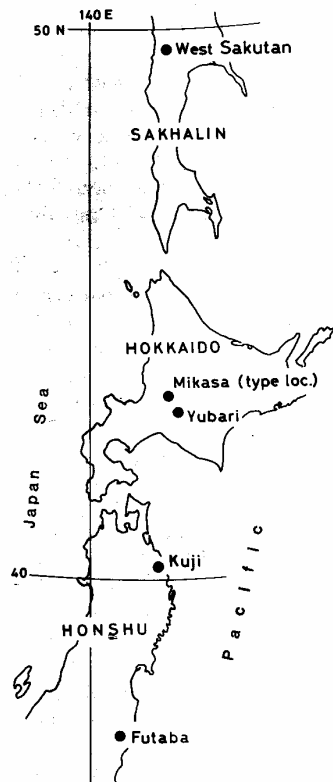 140 E
50 N
West Sakutan
SAKHALIN
HOKKAIDO
Mikasa (type loc.)
Yubari
Japan Sea
Kuji
40
Pacific
HONSHU
Futaba